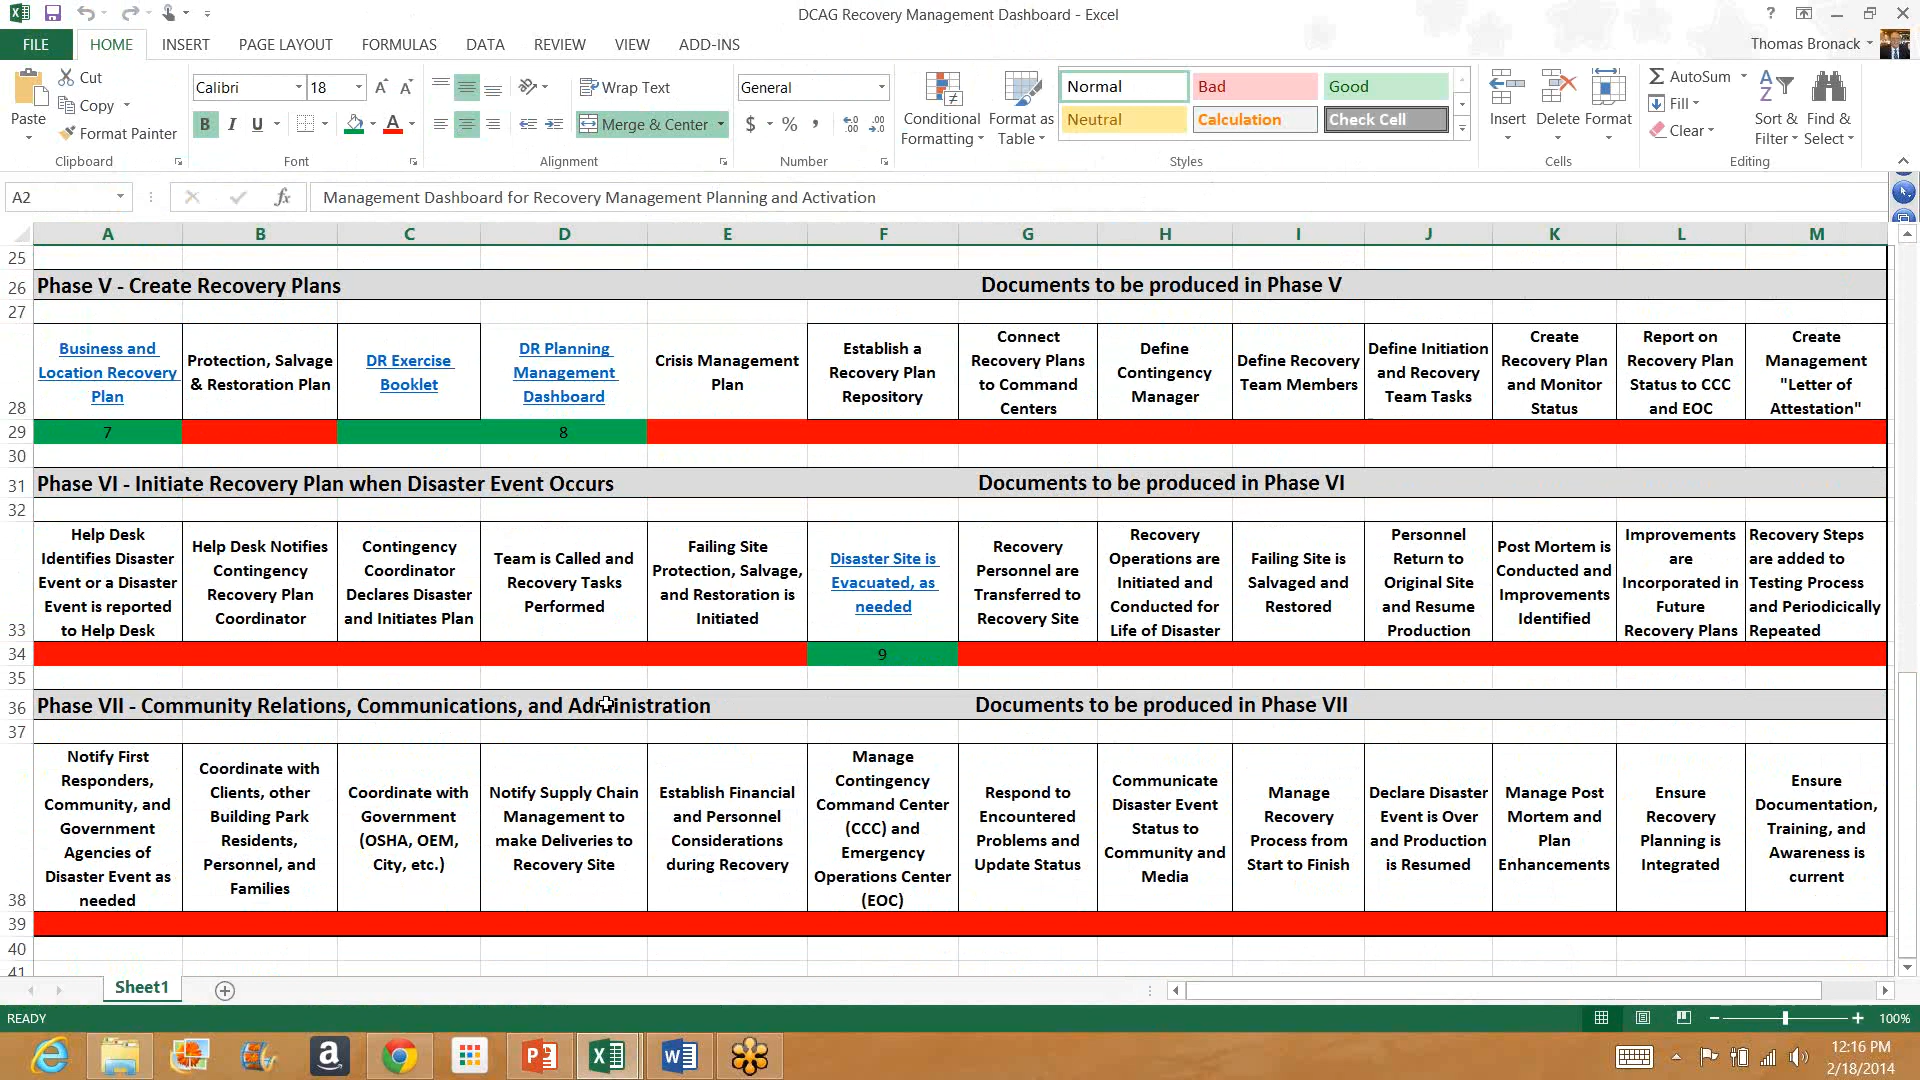 DCAG Recovery Management Dashboard - Excel
?
FILE
HOME
INSERT
PAGE LAYOUT
FORMULAS
DATA
REVIEW
VIEW
ADD-INS
Thomas Bronack
Paste
Cut
Copy
Format Painter
Clipboard
Calibri
18
B I U
Font
Wrap Text
Merge & Center
Alignment
General
$ % ,
Number
Conditional
Formatting
Format as
Table
Normal
Bad
Good
Neutral
Calculation
Check Cell
Styles
Insert
Delete
Format
Cells
AutoSum
Fill
Clear
Sort &
Filter
Find &
Select
Editing
A2
fx
Management Dashboard for Recovery Management Planning and Activation
A B C D E F G H I J K L M
25
26
Phase V - Create Recovery Plans
Documents to be produced in Phase V
27
28
Business and
Location Recovery
Plan
Protection, Salvage
& Restoration Plan
DR Exercise
Booklet
DR Planning
Management
Dashboard
Crisis Management
Plan
Establish a
Recovery Plan
Repository
Connect
Recovery Plans
to Command
Centers
Define
Contingency
Manager
Define Recovery
Team Members
Define Initiation
and Recovery
Team Tasks
Create
Recovery Plan
and Monitor
Status
Report on
Recovery Plan
Status to CCC
and EOC
Create
Management
"Letter of
Attestation"
29
7
8
30
31
Phase VI - Initiate Recovery Plan when Disaster Event Occurs
Documents to be produced in Phase VI
32
33
Help Desk
Identifies Disaster
Event or a Disaster
Event is reported
to Help Desk
Help Desk Notifies
Contingency
Recovery Plan
Coordinator
Contingency
Coordinator
Declares Disaster
and Initiates Plan
Team is Called and
Recovery Tasks
Performed
Failing Site
Protection, Salvage,
and Restoration is
Initiated
Disaster Site is
Evacuated, as
needed
Recovery
Personnel are
Transferred to
Recovery Site
Recovery
Operations are
Initiated and
Conducted for
Life of Disaster
Failing Site is
Salvaged and
Restored
Personnel
Return to
Original Site
and Resume
Production
Post Mortem is
Conducted and
Improvements
Identified
Improvements
are
Incorporated in
Future
Recovery Plans
Recovery Steps
are added to
Testing Process
and Periodicically
Repeated
34
9
35
36
Phase VII - Community Relations, Communications, and Administration
Documents to be produced in Phase VII
37
38
Notify First
Responders,
Community, and
Government
Agencies of
Disaster Event as
needed
Coordinate with
Clients, other
Building Park
Residents,
Personnel, and
Families
Coordinate with
Government
(OSHA, OEM,
City, etc.)
Notify Supply Chain
Management to
make Deliveries to
Recovery Site
Establish Financial
and Personnel
Considerations
during Recovery
Manage
Contingency
Command Center
(CCC) and
Emergency
Operations Center
(EOC)
Respond to
Encountered
Problems and
Update Status
Communicate
Disaster Event
Status to
Community and
Media
Manage
Recovery
Process from
Start to Finish
Declare Disaster
Event is Over
and Production
is Resumed
Manage Post
Mortem and
Plan
Enhancements
Ensure
Recovery
Planning is
Integrated
Ensure
Documentation,
Training, and
Awareness is
current
39
40
41
Sheet1
READY
100%
12:16 PM
2/18/2014